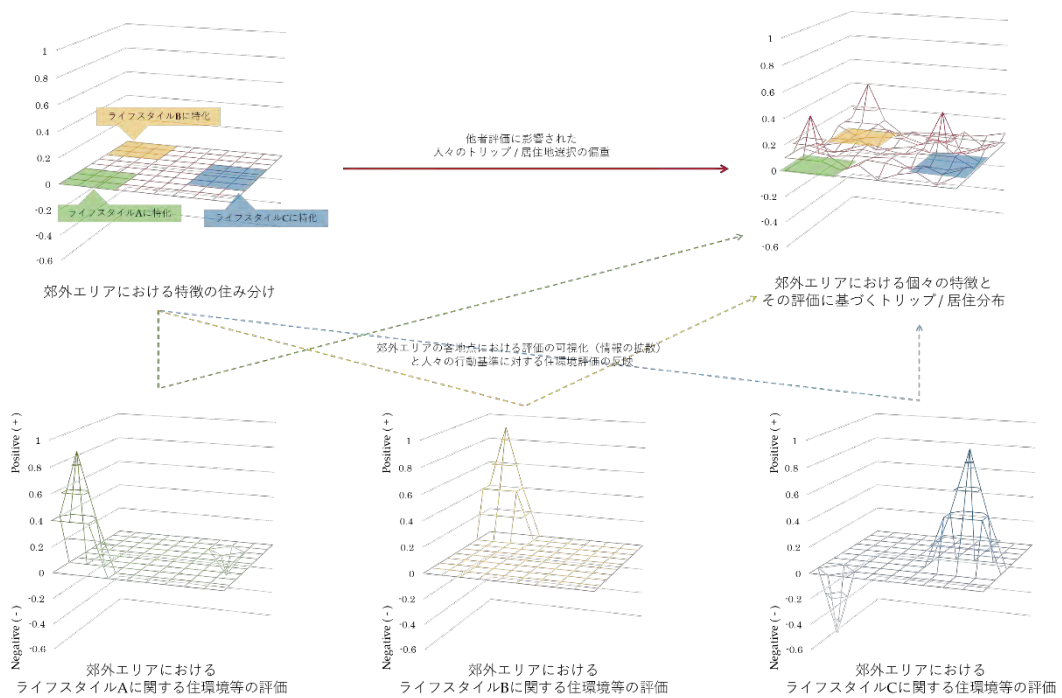 1
0.8
0.6
0.4
0.2
0
-0.2
-0.4
-0.6
ライフスタイルBに特化
ライフスタイルAに特化
ライフスタイルCに特化
郊外エリアにおける特徴の住み分け
他者評価に影響された
人々のトリップ / 居住地選択の偏重
1
0.8
0.6
0.4
0.2
0
-0.2
-0.4
-0.6
郊外エリアにおける個々の特徴と
その評価に基づくトリップ / 居住分布
郊外エリアの各地点における評価の可視化（情報の拡散）
と人々の行動基準に対する住環境評価の反映
Positive ( + )
Negative ( - )
1
0.8
0.6
0.4
0.2
0
-0.2
-0.4
-0.6
郊外エリアにおける
ライフスタイルAに関する住環境等の評価
Positive ( + )
Negative ( - )
1
0.8
0.6
0.4
0.2
0
-0.2
-0.4
-0.6
郊外エリアにおける
ライフスタイルBに関する住環境等の評価
Positive ( + )
Negative ( - )
1
0.8
0.6
0.4
0.2
0
-0.2
-0.4
-0.6
郊外エリアにおける
ライフスタイルCに関する住環境等の評価